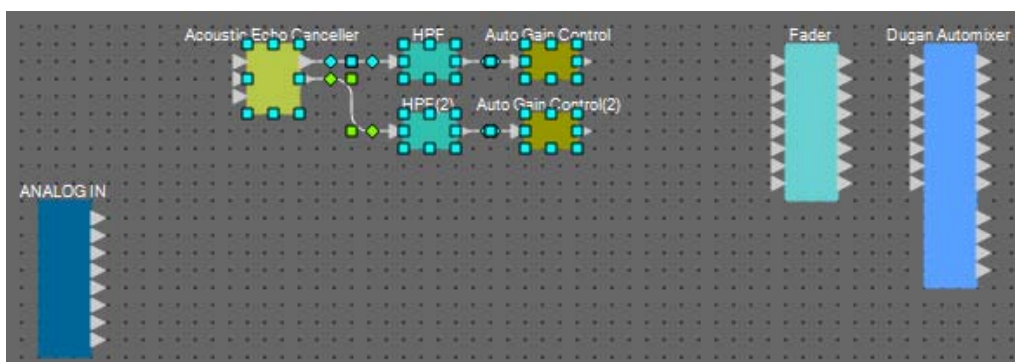 Acoustic Echo Canceller
HPF
Auto Gain Control
Fader
Dugan Automixer
HPF(2)
Auto Gain Control(2)
ANALOG IN